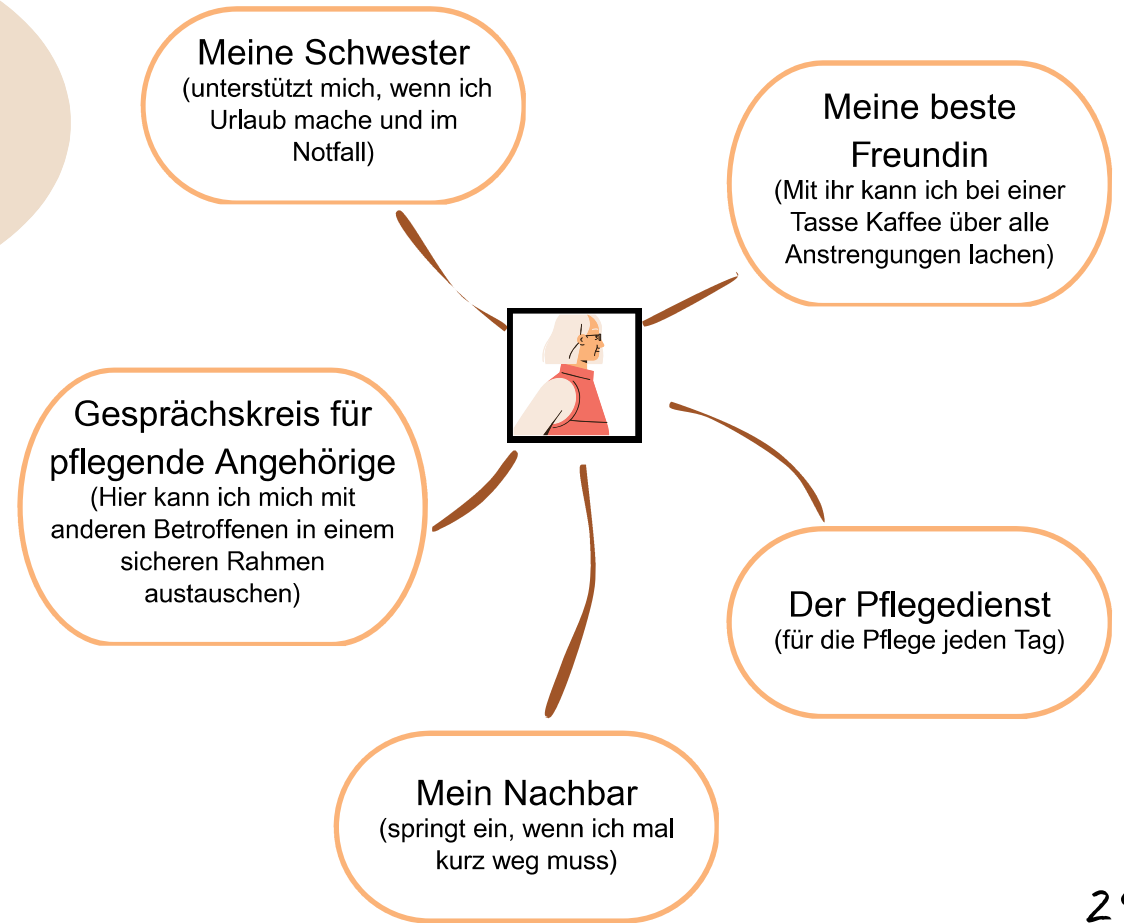 Meine Schwester
(unterstützt mich, wenn ich
Urlaub mache und im
Notfall)
Meine beste
Freundin
(Mit ihr kann ich bei einer
Tasse Kaffee über alle
Anstrengungen lachen)
Gesprächskreis für
pflegende Angehörige
(Hier kann ich mich mit
anderen Betroffenen in einem
sicheren Rahmen
austauschen)
Der Pflegedienst
(für die Pflege jeden Tag)
Mein Nachbar
(springt ein, wenn ich mal
kurz weg muss)